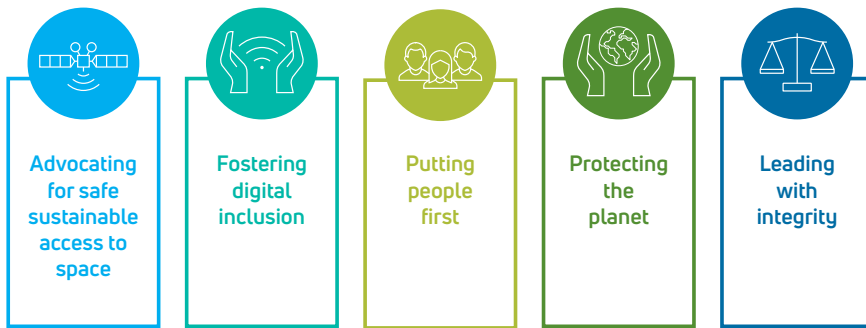 Advocating
for safe
sustainable
access to
space
Fostering
digital
inclusion
Putting
people
first
Protecting
the
planet
Leading
with
integrity